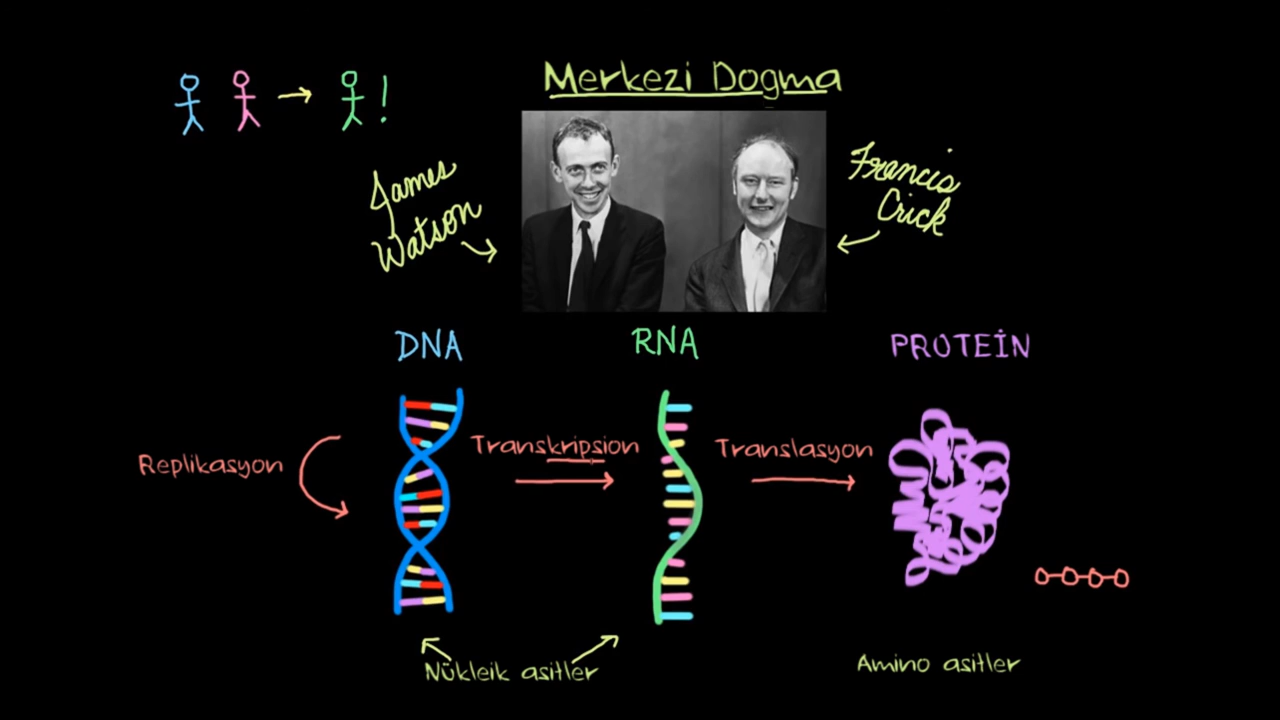 Merkezi Dogma
!
James
Watson
Francis
Crick
DNA
RNA
PROTEİN
Replikasyon
Transkripsion
Translasyon
Nükleik asitler
Amino asitler